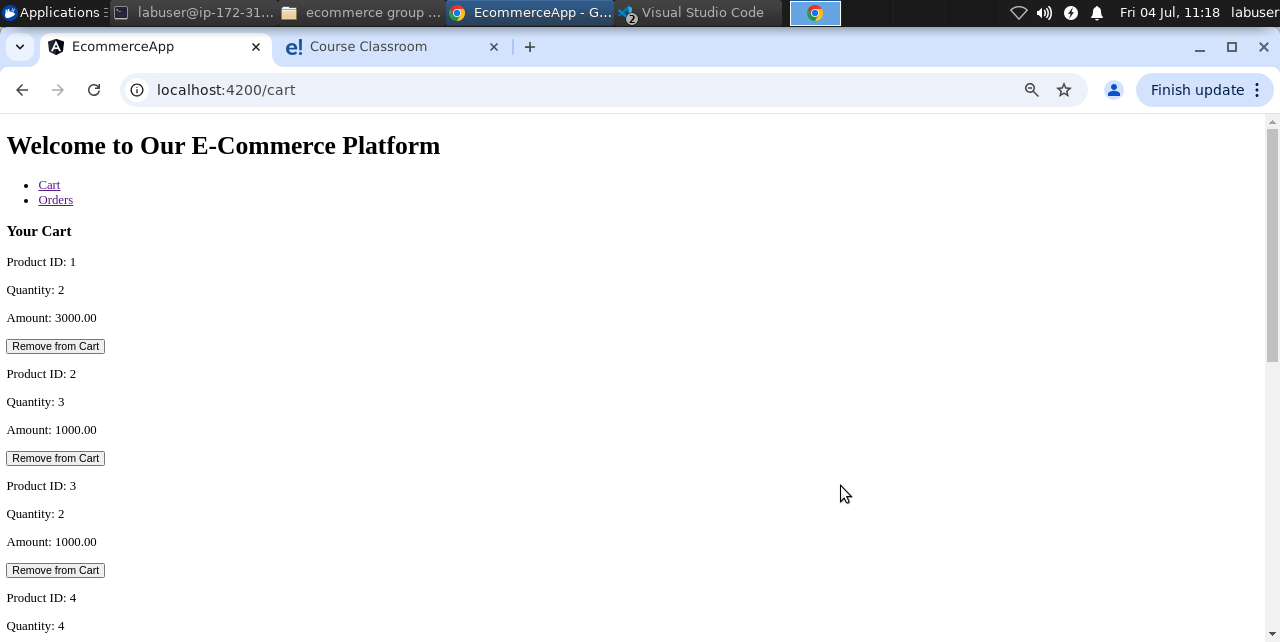 Applications
labuser@ip-172-31...
ecommerce group ...
EcommerceApp - G...
2
Visual Studio Code
Fri 04 Jul, 11:18
labuser
EcommerceApp
e!
Course Classroom
localhost:4200/cart
Finish update
Welcome to Our E-Commerce Platform
Cart
Orders
Your Cart
Product ID: 1
Quantity: 2
Amount: 3000.00
Remove from Cart
Product ID: 2
Quantity: 3
Amount: 1000.00
Remove from Cart
Product ID: 3
Quantity: 2
Amount: 1000.00
Remove from Cart
Product ID: 4
Quantity: 4